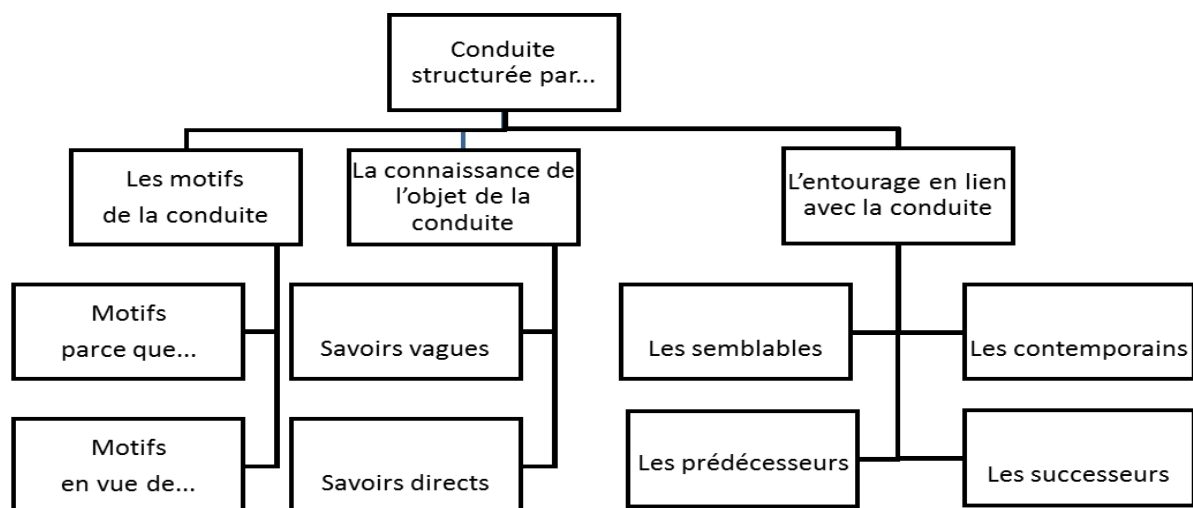 Conduite
structurée par...
Les motifs
de la conduite
La connaissance de
l'objet de la
conduite
L'entourage en lien
avec la conduite
Motifs
parce que...
Savoirs vagues
Les semblables
Les contemporains
Motifs
en vue de...
Savoirs directs
Les prédécesseurs
Les successeurs